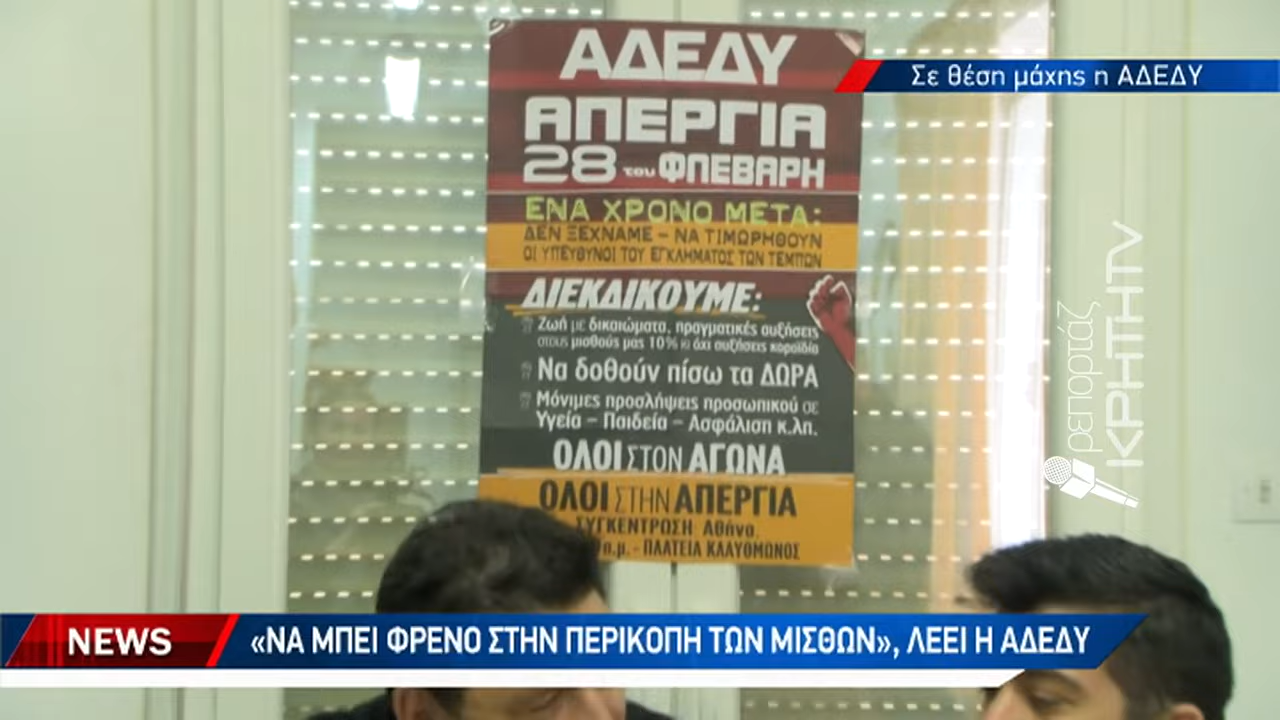 ΑΔΕΔΥ
Σε θέση μάχης η ΑΔΕΔΥ
ΑΠΕΡΓΙΑ
28 του ΦΛΕΒΑΡΗ
ΕΝΑ ΧΡΟΝΟ ΜΕΤΑ:
ΔΕΝ ΞΕΧΝΑΜΕ – ΝΑ ΤΙΜΩΡΗΘΟΥΝ
ΟΙ ΥΠΕΥΘΥΝΟΙ ΤΟΥ ΕΓΚΛΗΜΑΤΟΣ ΤΩΝ ΤΕΜΠΩΝ
ΔΙΕΚΔΙΚΟΥΜΕ:
Ζωή με δικαιώματα, πραγματικές αυξήσεις
στους μισθούς μας 10% κι όχι αυξήσεις κοροϊδία
Να δοθούν πίσω τα ΔΩΡΑ
Μόνιμες προσλήψεις προσωπικού σε
Υγεία – Παιδεία – Ασφάλιση κ.λπ.
ΟΛΟΙ ΣΤΟΝ ΑΓΩΝΑ
ΟΛΟΙ ΣΤΗΝ ΑΠΕΡΓΙΑ
ΣΥΓΚΕΝΤΡΩΣΗ: Αθήνα,
π.μ. - ΠΛΑΤΕΙΑ ΚΛΑΥΘΜΩΝΟΣ
ρεπορτάζ
ΚΡΗΤΗ TV
NEWS
«ΝΑ ΜΠΕΙ ΦΡΕΝΟ ΣΤΗΝ ΠΕΡΙΚΟΠΗ ΤΩΝ ΜΙΣΘΩΝ», ΛΕΕΙ Η ΑΔΕΔΥ